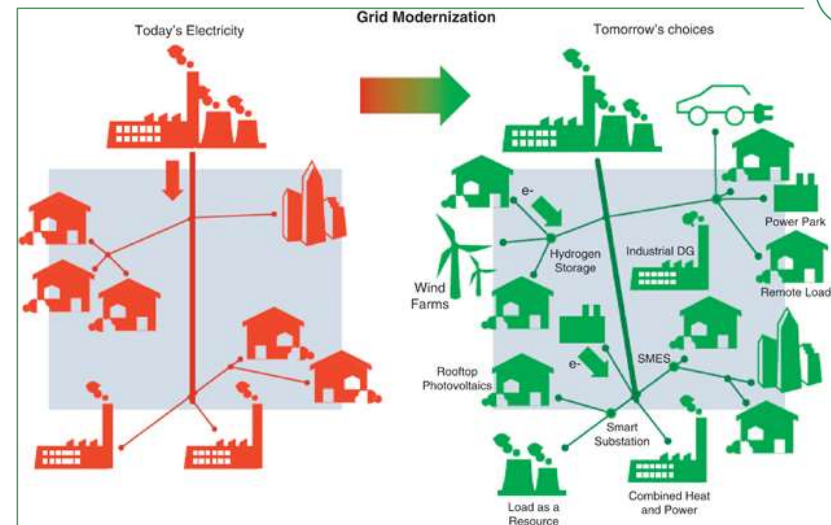 Grid Modernization
Today's Electricity
Tomorrow's choices
e-
Power Park
Hydrogen
Storage
Industrial DG
Wind
Farms
Remote Load
SMES
e-
Rooftop
Photovoltaics
Smart
Substation
Load as a
Resource
Combined Heat
and Power